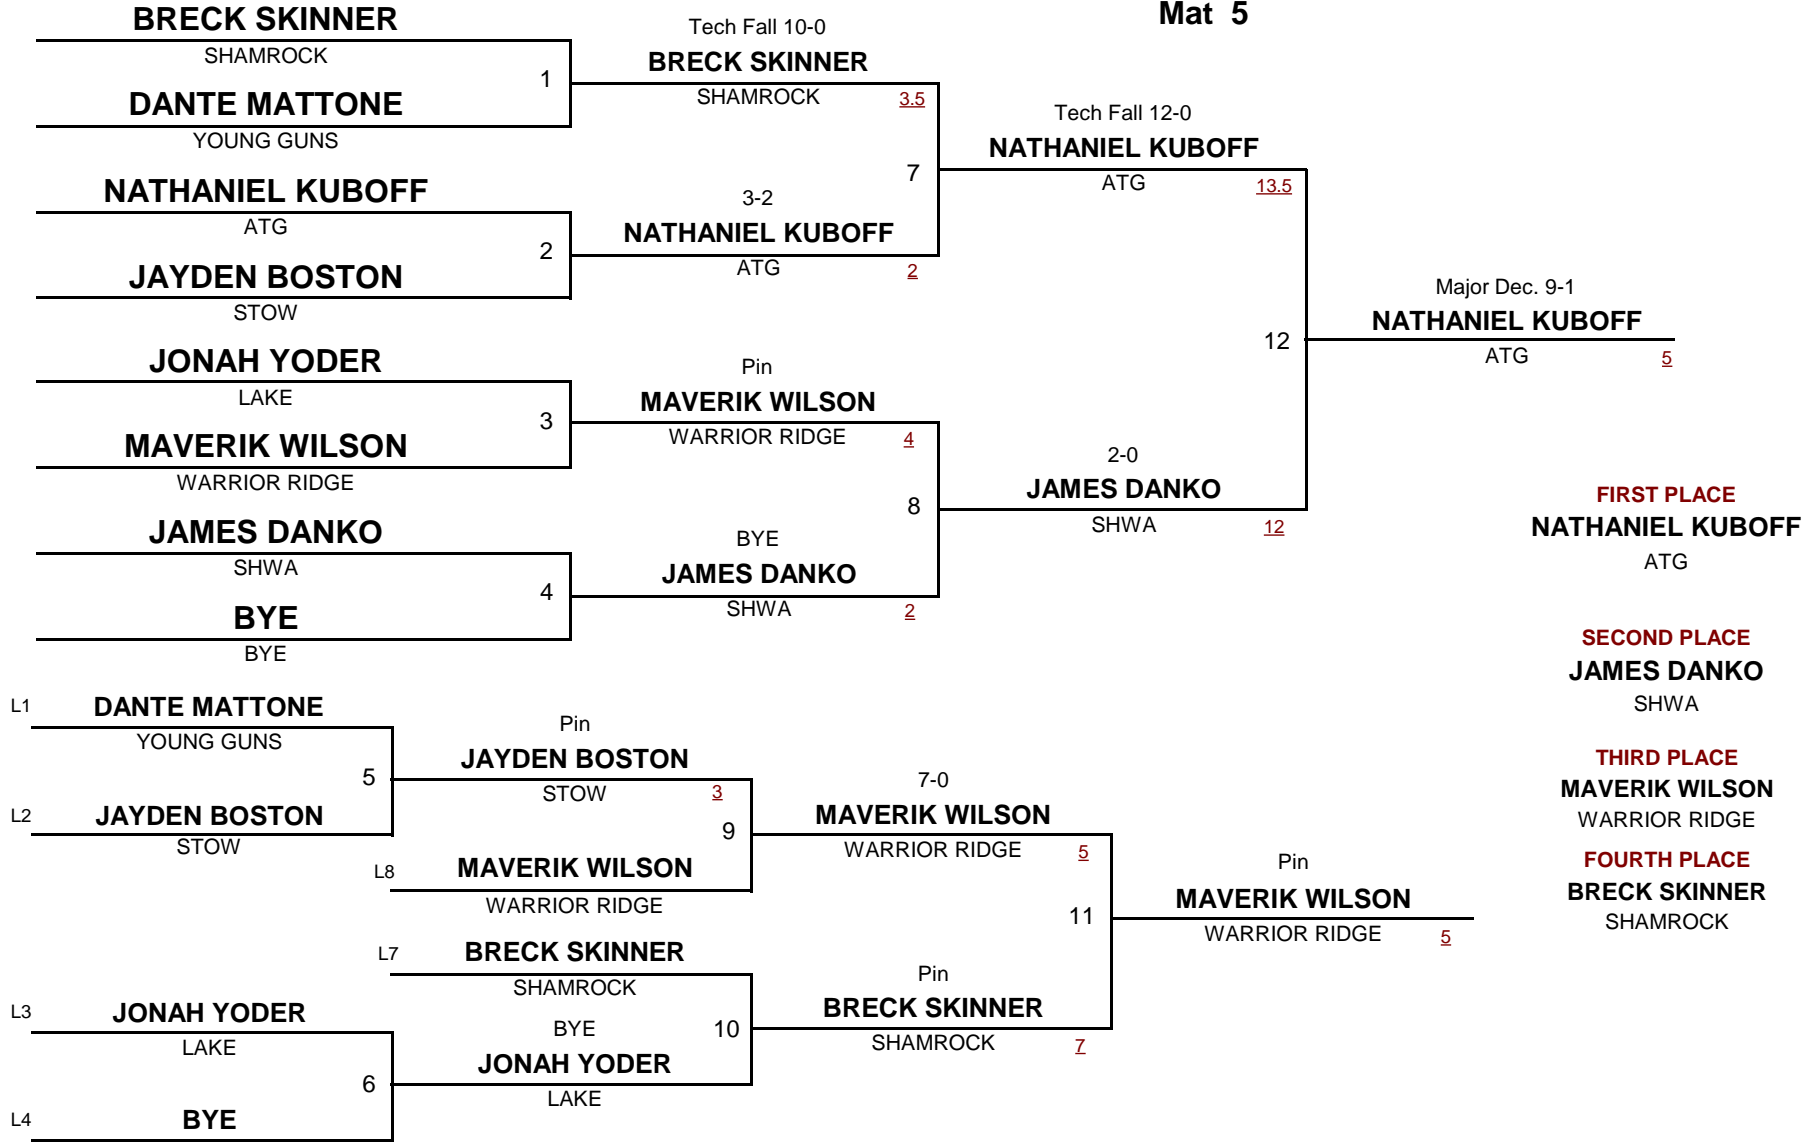 Mat 5
BRECK SKINNER
SHAMROCK
1
DANTE MATTONE
YOUNG GUNS
NATHANIEL KUBOFF
ATG
2
JAYDEN BOSTON
STOW
JONAH YODER
LAKE
3
MAVERIK WILSON
WARRIOR RIDGE
JAMES DANKO
SHWA
4
BYE
BYE
Tech Fall 10-0
BRECK SKINNER
SHAMROCK 3.5
7
3-2
NATHANIEL KUBOFF
ATG 2
Pin
MAVERIK WILSON
WARRIOR RIDGE 4
8
BYE
JAMES DANKO
SHWA 2
Tech Fall 12-0
NATHANIEL KUBOFF
ATG 13.5
12
2-0
JAMES DANKO
SHWA 12
Major Dec. 9-1
NATHANIEL KUBOFF
ATG 5
FIRST PLACE
NATHANIEL KUBOFF
ATG
SECOND PLACE
JAMES DANKO
SHWA
THIRD PLACE
MAVERIK WILSON
WARRIOR RIDGE
FOURTH PLACE
BRECK SKINNER
SHAMROCK
L1 DANTE MATTONE
YOUNG GUNS
5
L2 JAYDEN BOSTON
STOW
L3 JONAH YODER
LAKE
6
L4 BYE
Pin
JAYDEN BOSTON
STOW 3
9
L8 MAVERIK WILSON
WARRIOR RIDGE
L7 BRECK SKINNER
SHAMROCK
BYE 10
JONAH YODER
LAKE
7-0
MAVERIK WILSON
WARRIOR RIDGE 5
11
Pin
BRECK SKINNER
SHAMROCK 7
Pin
MAVERIK WILSON
WARRIOR RIDGE 5